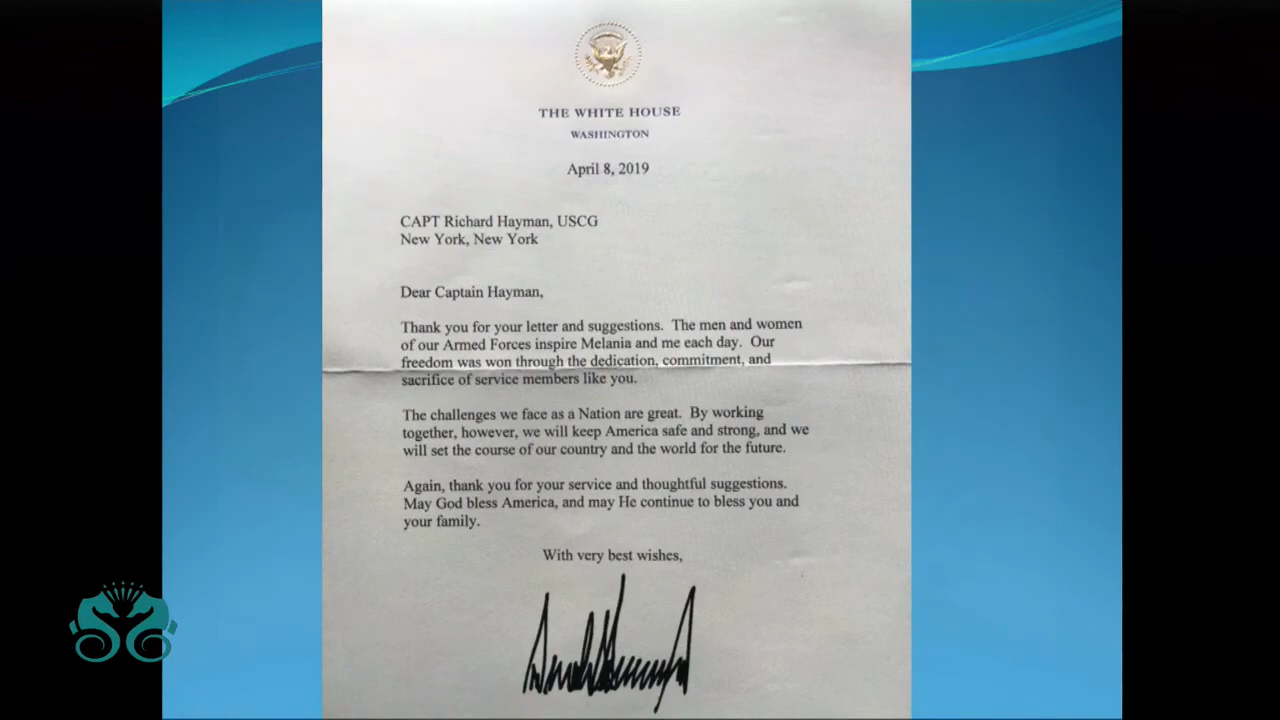 THE WHITE HOUSE
WASHINGTON
April 8, 2019
CAPT Richard Hayman, USCG
New York, New York
Dear Captain Hayman,
Thank you for your letter and suggestions. The men and women
of our Armed Forces inspire Melania and me each day. Our
freedom was won through the dedication, commitment, and
sacrifice of service members like you.
The challenges we face as a Nation are great. By working
together, however, we will keep America safe and strong, and we
will set the course of our country and the world for the future.
Again, thank you for your service and thoughtful suggestions.
May God bless America, and may He continue to bless you and
your family.
With very best wishes,